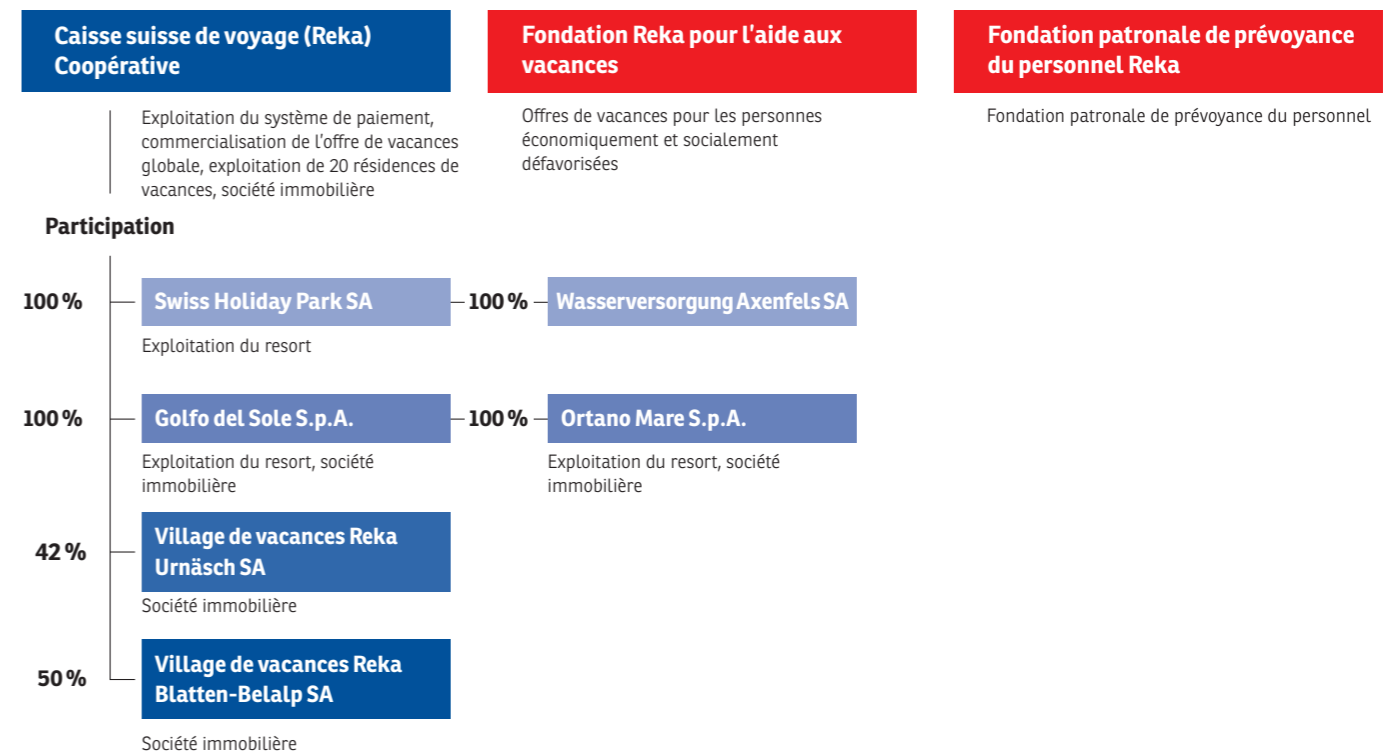 Caisse suisse de voyage (Reka)
Coopérative
Exploitation du système de paiement,
commercialisation de l'offre de vacances
globale, exploitation de 20 résidences de
vacances, société immobilière
Fondation Reka pour l'aide aux
vacances
Offres de vacances pour les personnes
économiquement et socialement
défavorisées
Fondation patronale de prévoyance
du personnel Reka
Fondation patronale de prévoyance du personnel
Participation
100 %
Swiss Holiday Park SA
100 %
Wasserversorgung Axenfels SA
Exploitation du resort
100 %
Golfo del Sole S.p.A.
100 %
Ortano Mare S.p.A.
Exploitation du resort, société
immobilière
Exploitation du resort, société
immobilière
42 %
Village de vacances Reka
Urnäsch SA
Société immobilière
50 %
Village de vacances Reka
Blatten-Belalp SA
Société immobilière